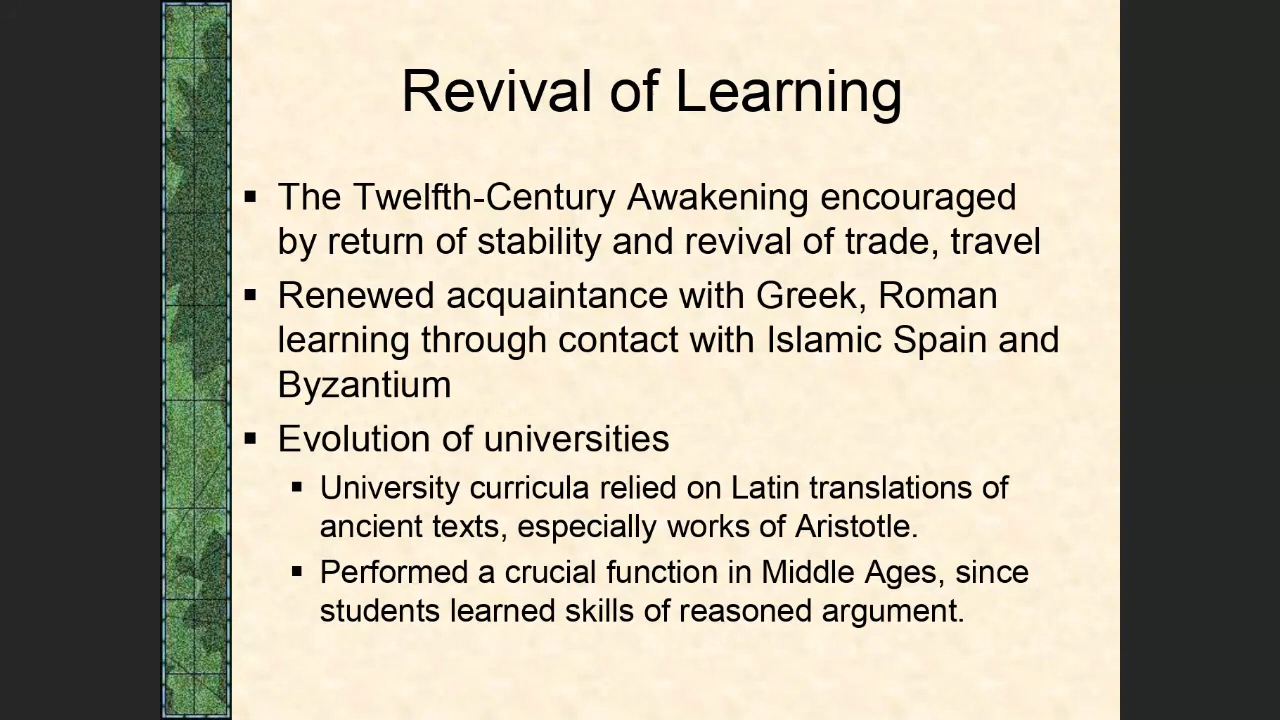 Revival of Learning
▪ The Twelfth-Century Awakening encouraged
by return of stability and revival of trade, travel
▪ Renewed acquaintance with Greek, Roman
learning through contact with Islamic Spain and
Byzantium
▪ Evolution of universities
▪ University curricula relied on Latin translations of
ancient texts, especially works of Aristotle.
▪ Performed a crucial function in Middle Ages, since
students learned skills of reasoned argument.